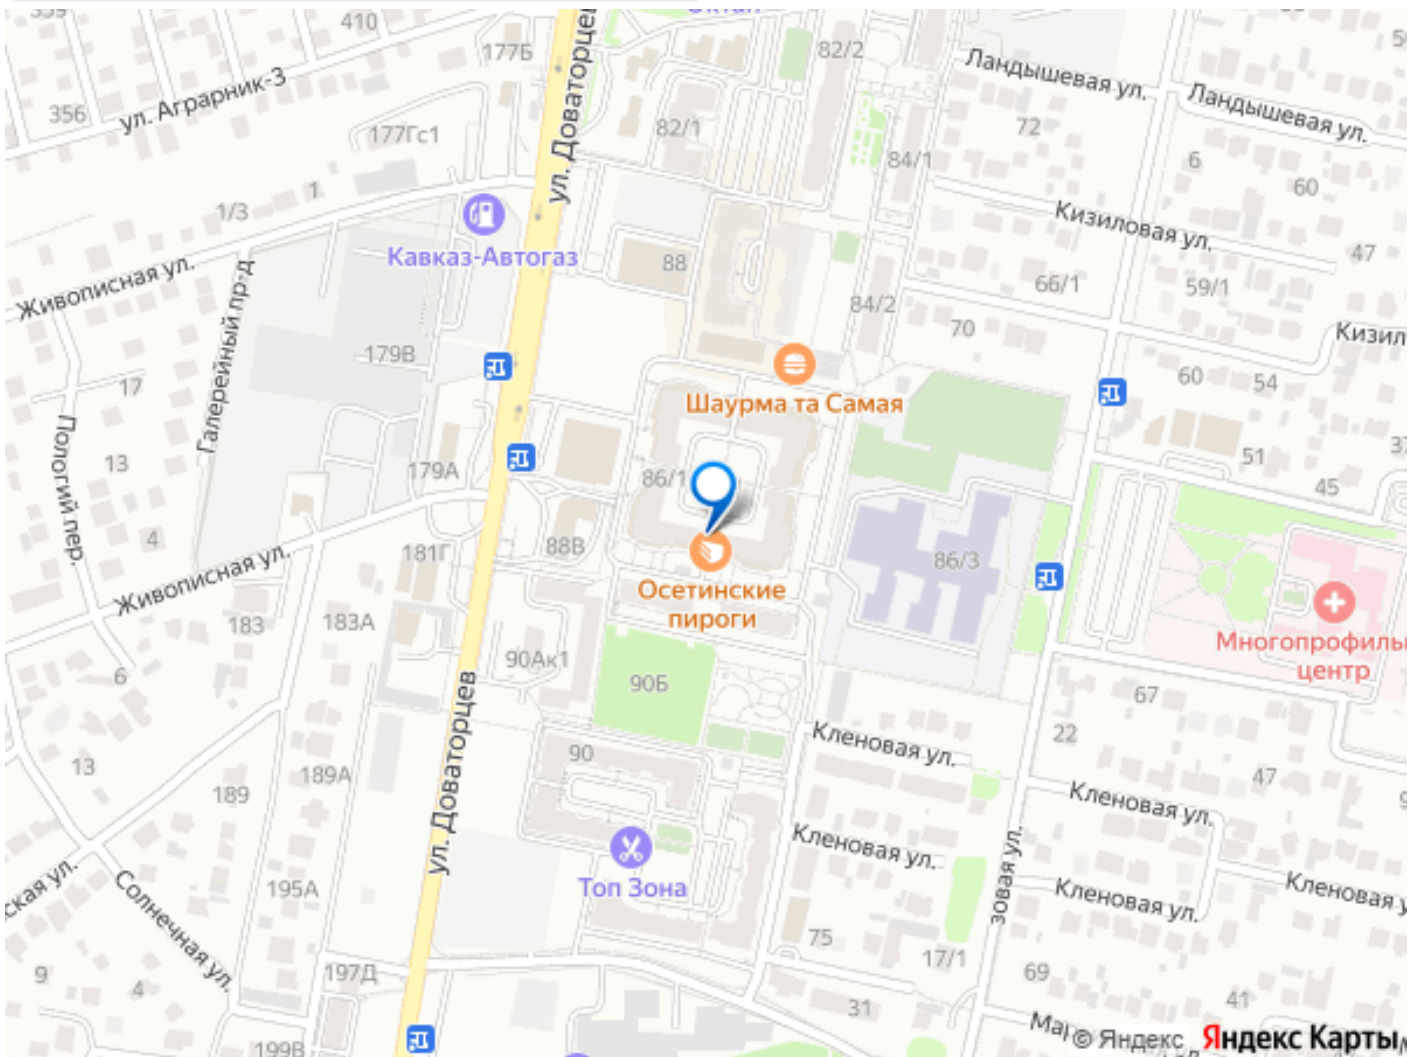 410
177Б
82/2
ул. Аграрник-3
356
177Гс1
82/1
ул. Доваторцев
Ландышевая ул.
Ландышевая ул.
72
6
60
84/1
1
1/3
Кавказ-Автогаз
88
Кизиловая ул.
47
66/1
59/1
Живописная ул.
Галерейный пр-д
84/2
70
179В
17
60
54
Шаурма та Самая
Пологий пер.
13
179А
86/1
51
45
4
Живописная ул.
181Г
88В
86/3
Осетинские
пироги
183
183А
90Ак1
6
90Б
67
22
ул. Доваторцев
90
Кленовая ул.
13
189А
189
47
Кленовая ул.
Кленовая ул.
Топ Зона
195А
Солнечная ул.
Кленовая ул.
75
17/1
9
4
197Д
69
31
41
199В
© Яндекс
Яндекс Карты